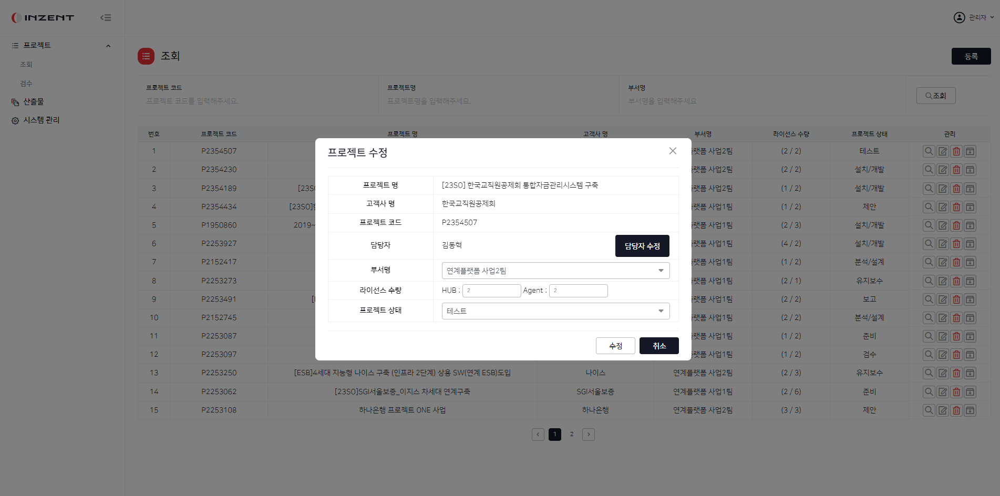 INZENT
관리자
프로젝트
조회
검수
산출물
시스템 관리
조회
등록
프로젝트 코드
프로젝트 코드를 입력해주세요.
프로젝트명
프로젝트명을 입력해주세요.
부서명
부서명을 입력해주세요
조회
번호 프로젝트 코드 프로젝트 명 고객사 명 부서명 라이선스 수량 프로젝트 상태 관리
1 P2354507 플랫폼 사업2팀 (2 / 2) 테스트
2 P2354230 플랫폼 사업2팀 (2 / 2) 설치/개발
3 P2354189 [23SO 플랫폼 사업2팀 (1 / 2) 설치/개발
4 P2354434 [23SO] 플랫폼 사업1팀 (1 / 2) 제안
5 P1950860 2019~ 플랫폼 사업1팀 (2 / 3) 설치/개발
6 P2253927 플랫폼 사업1팀 (4 / 2) 설치/개발
7 P2152417 플랫폼 사업1팀 (1 / 2) 분석/설계
8 P2253273 플랫폼 사업2팀 (2 / 1) 유지보수
9 P2253491 플랫폼 사업1팀 (2 / 2) 보고
10 P2152745 플랫폼 사업1팀 (2 / 2) 분석/설계
11 P2253087 플랫폼 사업1팀 (1 / 2) 준비
12 P2253097 플랫폼 사업1팀 (1 / 2) 검수
13 P2253250 [ESB]4세대 지능형 나이스 구축 (인프라 2단계) 상용 SW(연계 ESB)도입 나이스 연계플랫폼 사업2팀 (2 / 3) 유지보수
14 P2253062 [23SO]SGI서울보증_이지스 차세대 연계구축 SGI서울보증 연계플랫폼 사업1팀 (2 / 6) 준비
15 P2253108 하나은행 프로젝트 ONE 사업 하나은행 연계플랫폼 사업2팀 (3 / 3) 제안
1 2
프로젝트 수정
프로젝트 명 [23SO] 한국교직원공제회 통합자금관리시스템 구축
고객사 명 한국교직원공제회
프로젝트 코드 P2354507
담당자 김동혁 담당자 수정
부서명 연계플랫폼 사업2팀
라이선스 수량 HUB : 2 Agent : 2
프로젝트 상태 테스트
수정 취소